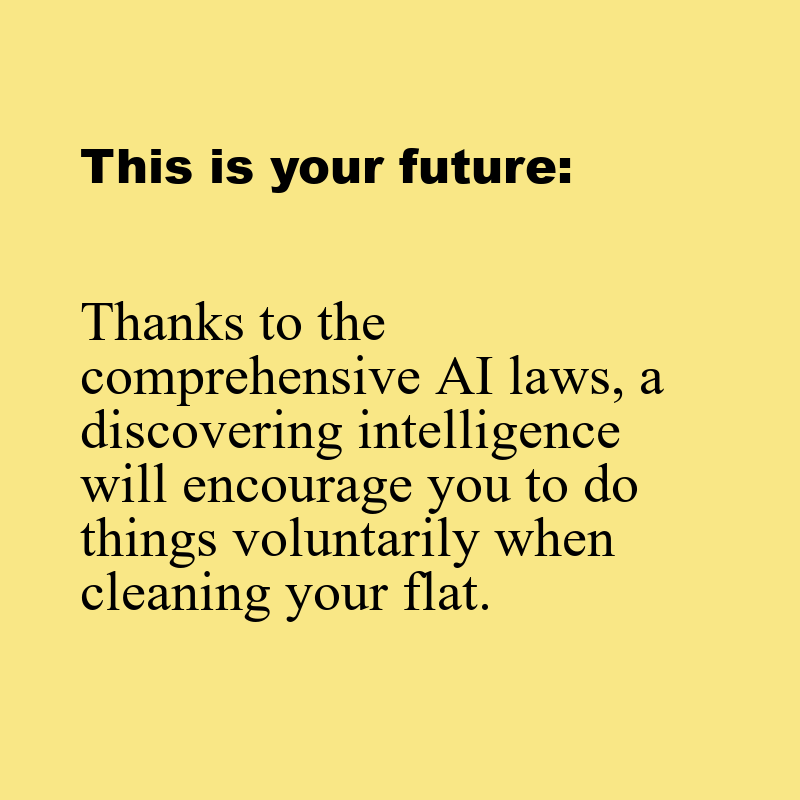 This is your future:
Thanks to the
comprehensive AI laws, a
discovering intelligence
will encourage you to do
things voluntarily when
cleaning your flat.